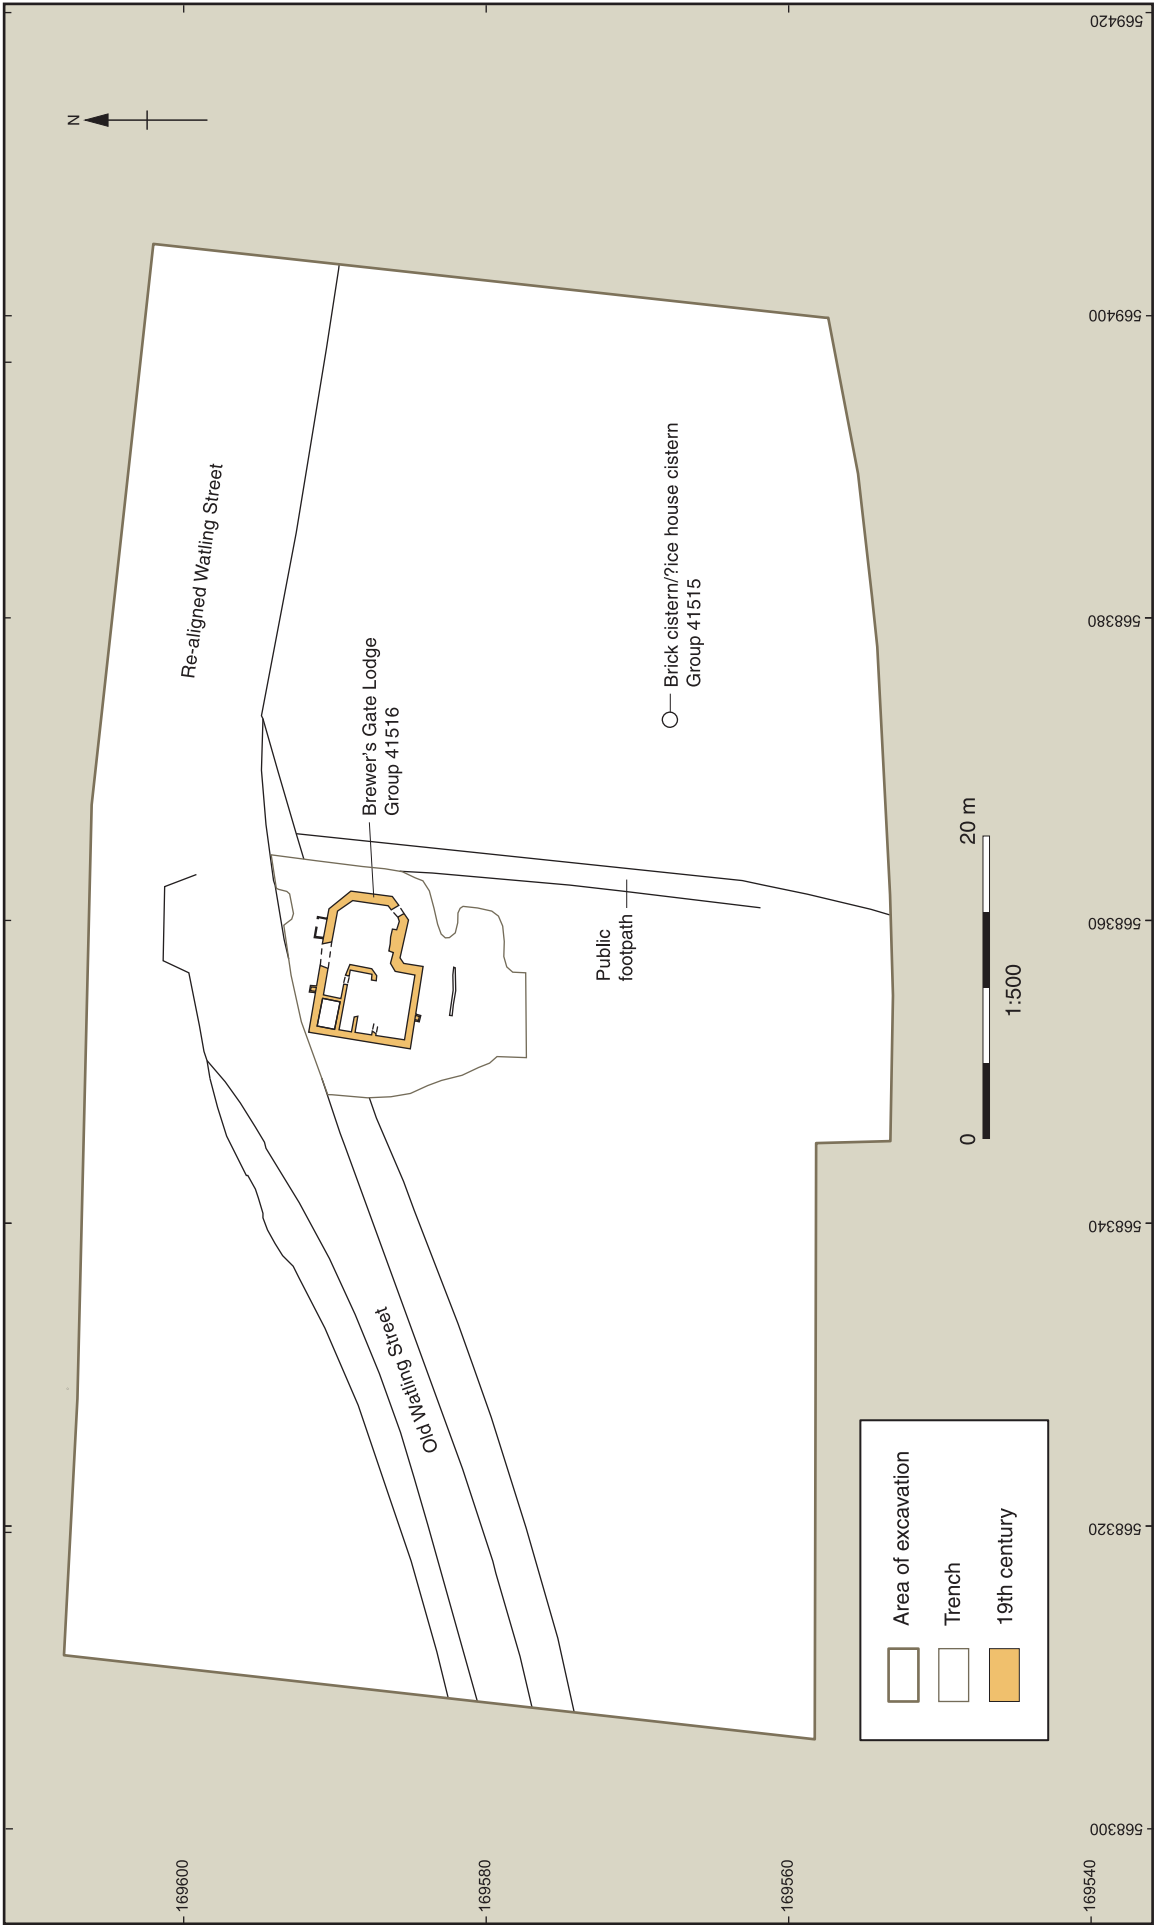 N
Re-aligned Watling Street
Brewer's Gate Lodge
Group 41516
Brick cistern/?ice house cistern
Group 41515
Public
footpath
Old Watling Street
0
20 m
1:500
Area of excavation
Trench
19th century
169600
169580
169560
169540
568300
568320
568340
568360
568380
569400
569420